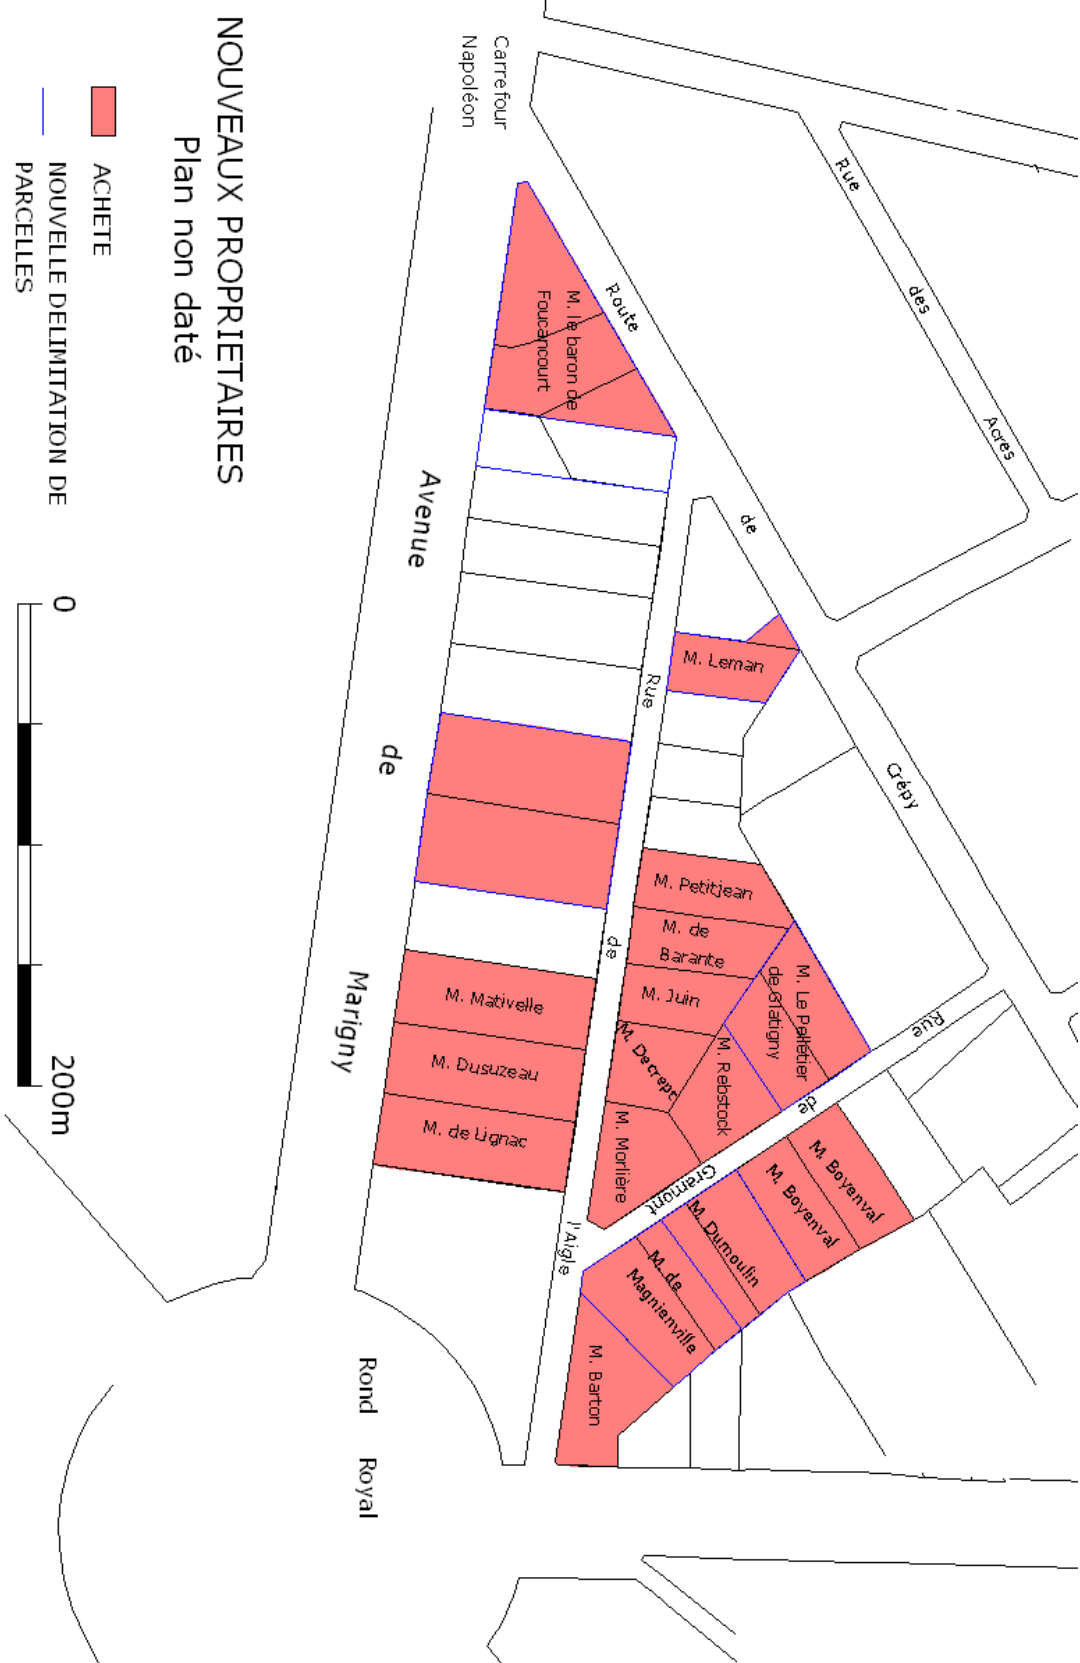 NOUVEAUX PROPRIETAIRES
Plan non daté
ACHETE
NOUVELLE DELIMITATION DE
PARCELLES
0
200m
Carrefour
Napoléon
Rue
des
Acres
Route
de
Crépy
M. le baron de
Foucancourt
Avenue
de
Marigny
Rue
de
l'Aigle
M. Leman
M. Petitjean
M. de
Barante
M. Juin
M. Decrept
M. Morlière
M. Rebstock
M. Le Pelletier
de Glatigny
M. Mativelle
M. Dusuzeau
M. de Lignac
Rue
de
Gramont
M. Boyenval
M. Boyenval
M. Dumoulin
M. de
Magnienville
M. Barton
Rond Royal